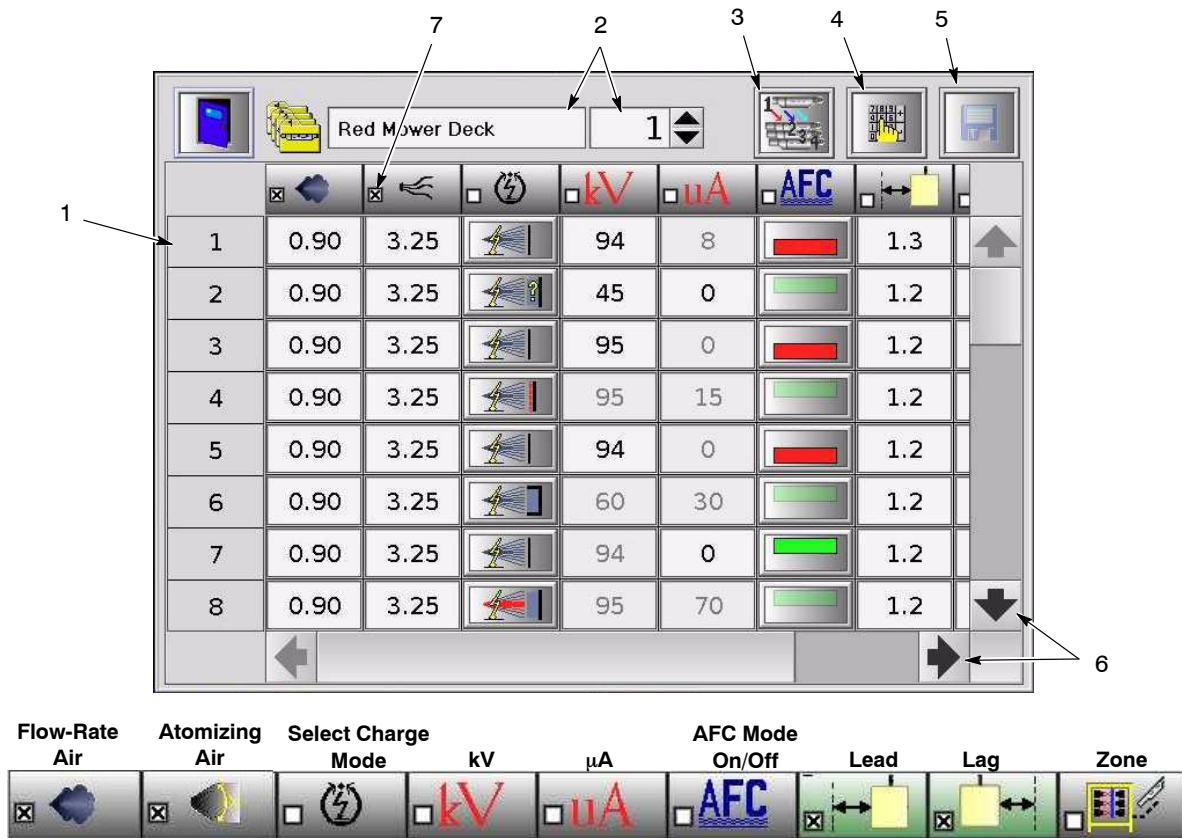 7 2 3 4 5
Red Mower Deck 1
kV uA AFC
1
1 0.90 3.25 94 8 1.3
2 0.90 3.25 ? 45 0 1.2
3 0.90 3.25 95 0 1.2
4 0.90 3.25 95 15 1.2
5 0.90 3.25 94 0 1.2
6 0.90 3.25 60 30 1.2
7 0.90 3.25 94 0 1.2
8 0.90 3.25 95 70 1.2
6
Flow-Rate Atomizing Select Charge AFC Mode
Air Air Mode kV μA On/Off Lead Lag Zone
kV uA AFC